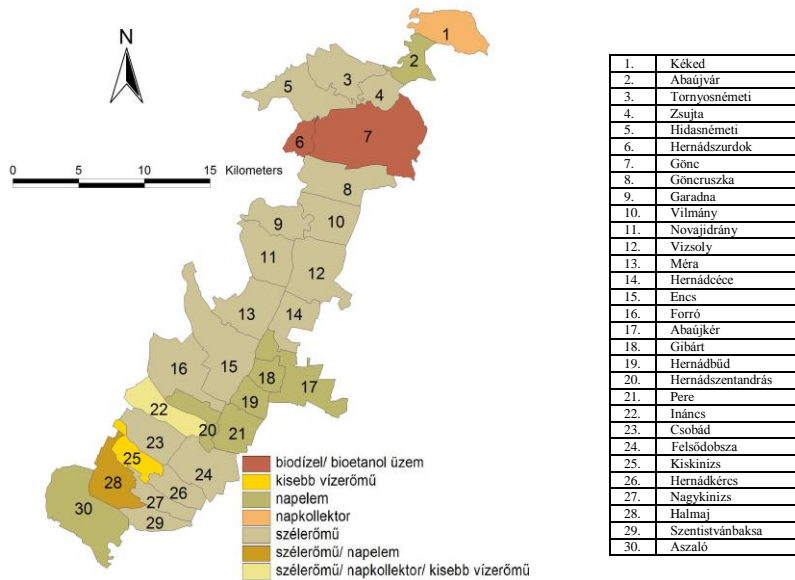 N
0 5 10 15 Kilometers
1
2
3
4
5
6
7
8
9
10
11
12
13
14
15
16
17
18
19
20
21
22
23
24
25
26
27
28
29
30
biodízel/ bioetanol üzem
kisebb vízerőmű
napelem
napkollektor
szélerőmű
szélerőmű/ napelem
szélerőmű/ napkollektor/ kisebb vízerőmű
1. Kéked
2. Abaújvár
3. Tornyosnémeti
4. Zsujta
5. Hidasnémeti
6. Hernádszurdok
7. Gönc
8. Göncruszka
9. Garadna
10. Vilmány
11. Novajidrány
12. Vizsoly
13. Méra
14. Hernádcéce
15. Encs
16. Forró
17. Abaújkér
18. Gibárt
19. Hernádbűd
20. Hernádszentandrás
21. Pere
22. Ináncs
23. Csobád
24. Felsődobsza
25. Kiskinizs
26. Hernádkércs
27. Nagykinizs
28. Halmaj
29. Szentistvánbaksa
30. Aszaló